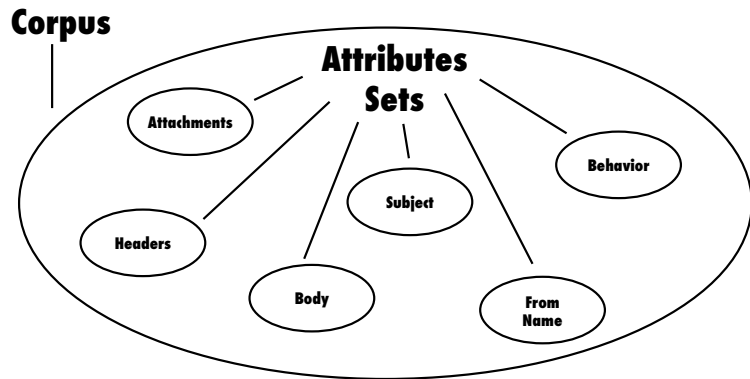 Corpus
Attributes
Sets
Attachments
Behavior
Subject
Headers
Body
From
Name